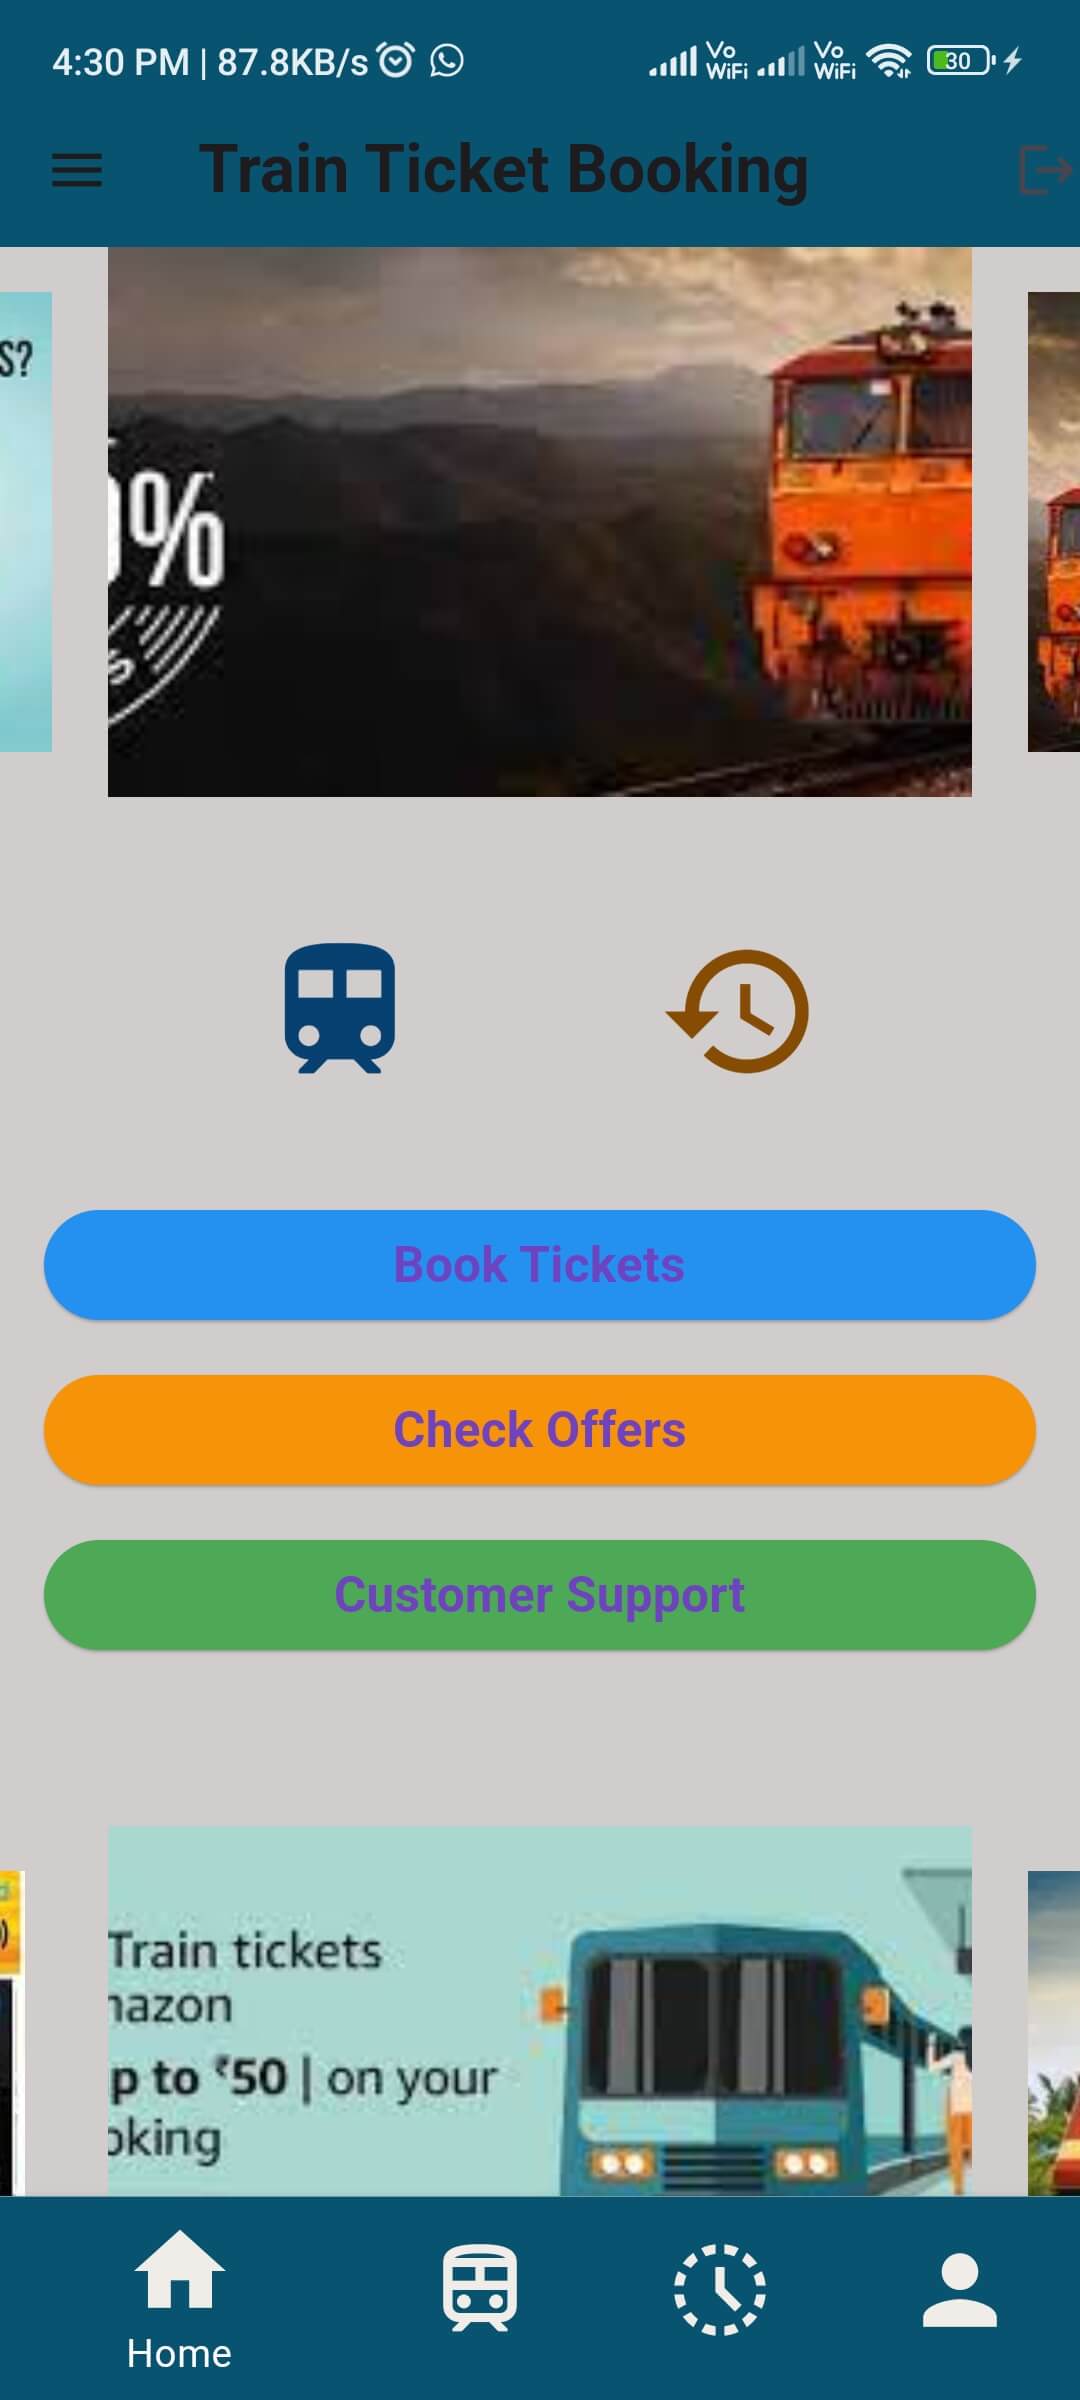 4:30 PM | 87.8KB/s
Vo WiFi Vo WiFi 30
Train Ticket Booking
S?
0%
S
Book Tickets
Check Offers
Customer Support
Train tickets
nazon
p to ₹50 | on your
oking
Home